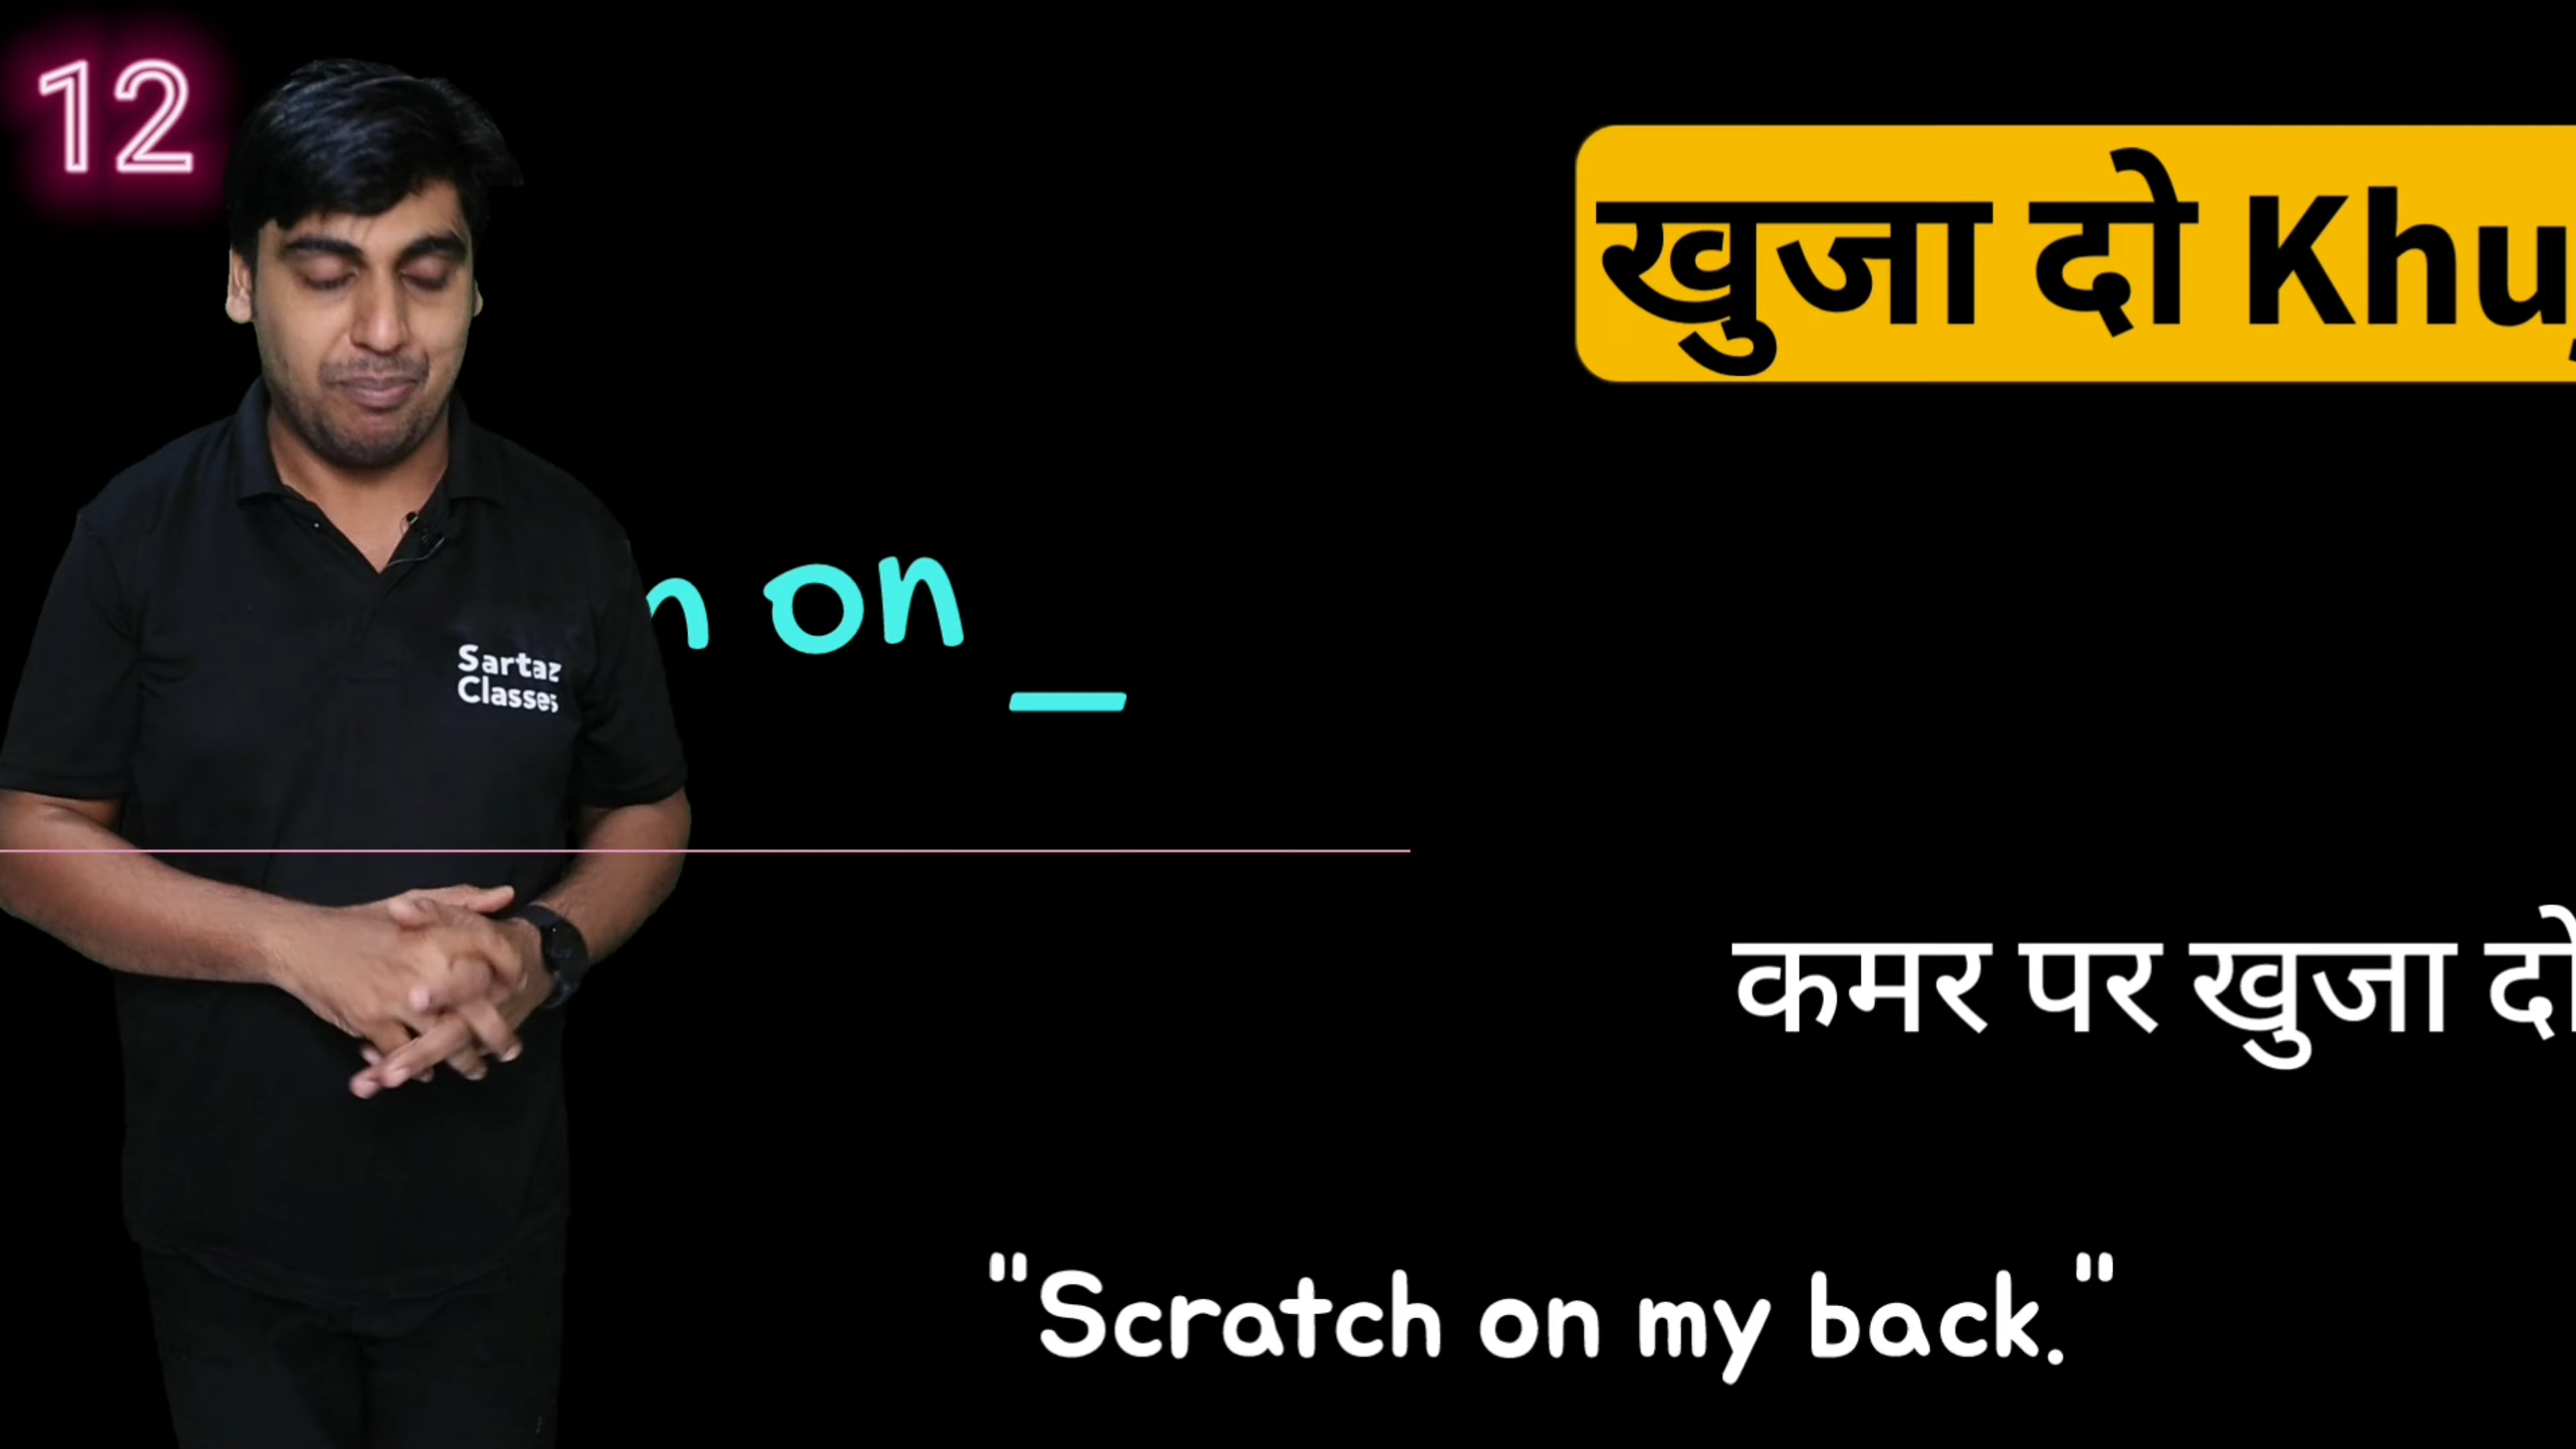 12
खुजा दो
on _
Sartaz
Classes
कमर पर खुजा दो
"Scratch on my back."